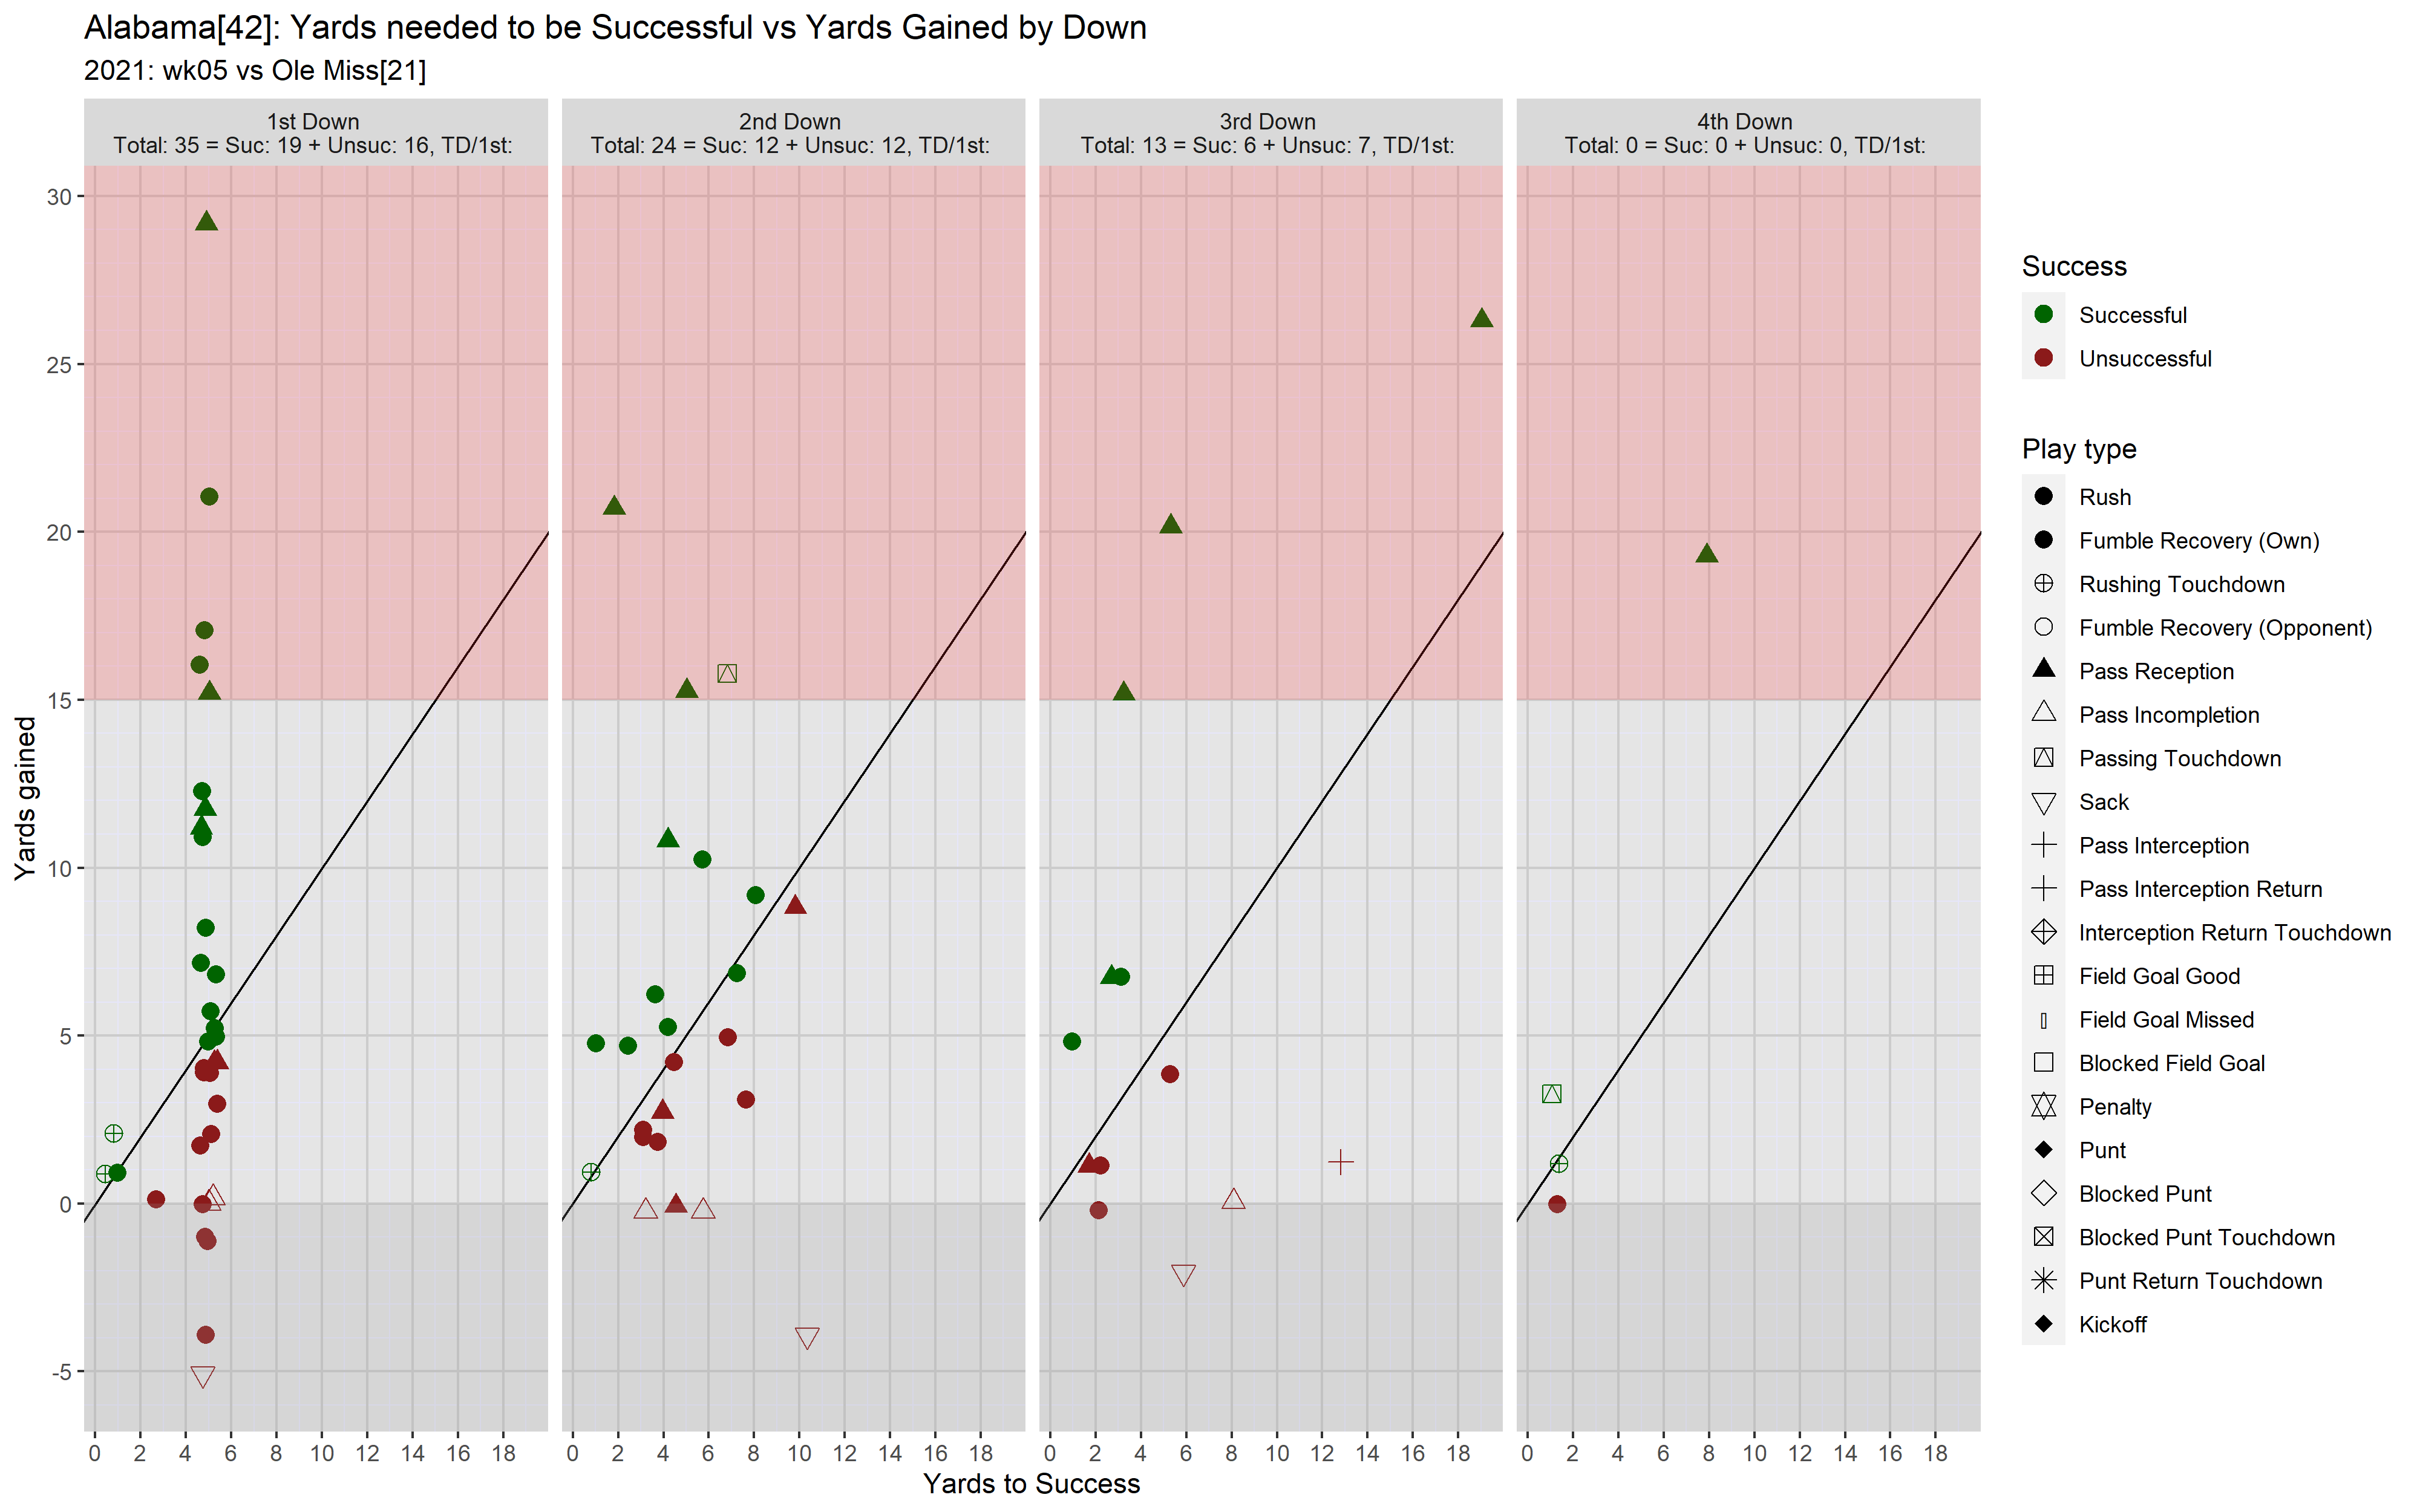 Alabama[42]: Yards needed to be Successful vs Yards Gained by Down
2021: wk05 vs Ole Miss[21]
1st Down
Total: 35 = Suc: 19 + Unsuc: 16, TD/1st:
2nd Down
Total: 24 = Suc: 12 + Unsuc: 12, TD/1st:
3rd Down
Total: 13 = Suc: 6 + Unsuc: 7, TD/1st:
4th Down
Total: 0 = Suc: 0 + Unsuc: 0, TD/1st:
Yards gained
30
25
20
15
10
5
0
-5
0 2 4 6 8 10 12 14 16 18
0 2 4 6 8 10 12 14 16 18
0 2 4 6 8 10 12 14 16 18
0 2 4 6 8 10 12 14 16 18
Yards to Success
Success
Successful
Unsuccessful
Play type
Rush
Fumble Recovery (Own)
Rushing Touchdown
Fumble Recovery (Opponent)
Pass Reception
Pass Incompletion
Passing Touchdown
Sack
Pass Interception
Pass Interception Return
Interception Return Touchdown
Field Goal Good
Field Goal Missed
Blocked Field Goal
Penalty
Punt
Blocked Punt
Blocked Punt Touchdown
Punt Return Touchdown
Kickoff